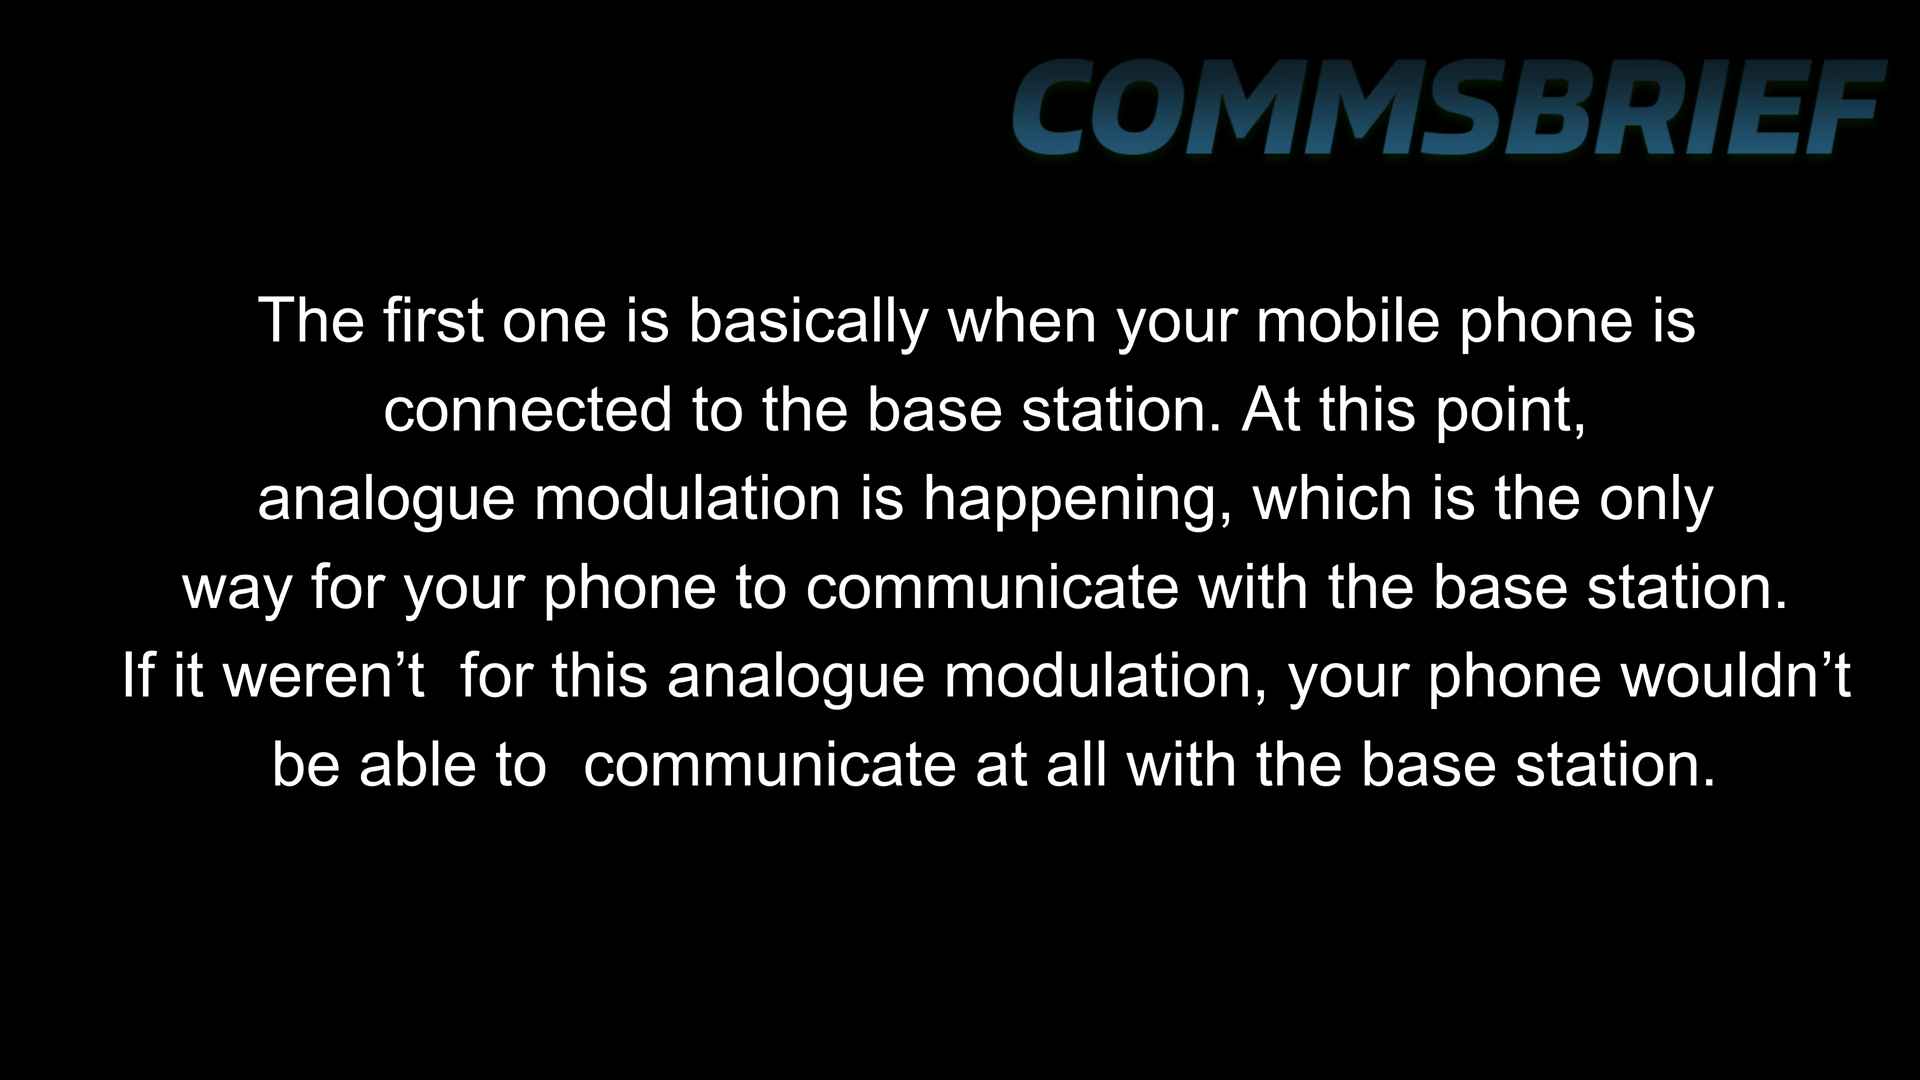 COMMSBRIEF
The first one is basically when your mobile phone is
connected to the base station. At this point,
analogue modulation is happening, which is the only
way for your phone to communicate with the base station.
If it weren’t  for this analogue modulation, your phone wouldn’t
be able to  communicate at all with the base station.